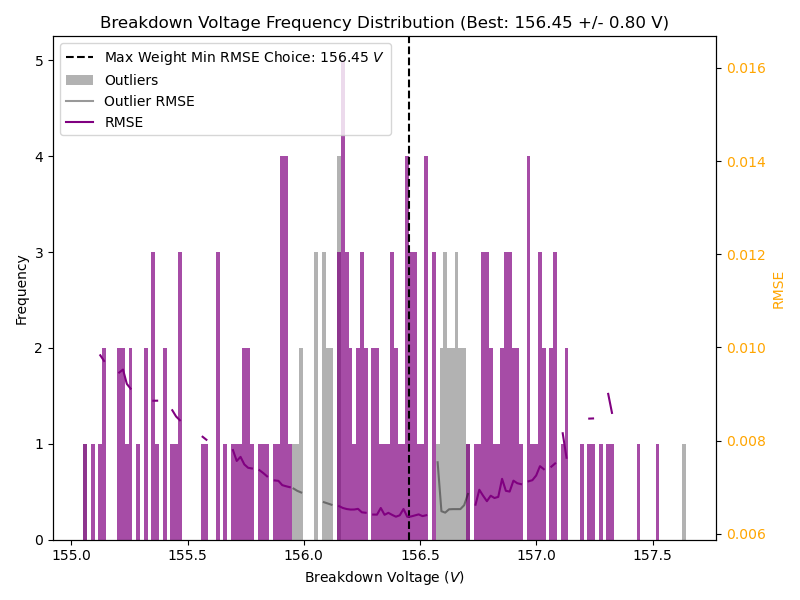 Breakdown Voltage Frequency Distribution (Best: 156.45 +/- 0.80 V)
Max Weight Min RMSE Choice: 156.45 V
Outliers
Outlier RMSE
RMSE
Frequency
5
4
3
2
1
0
155.0
155.5
156.0
156.5
157.0
157.5
Breakdown Voltage (V)
0.016
0.014
0.012
0.010
0.008
0.006
RMSE